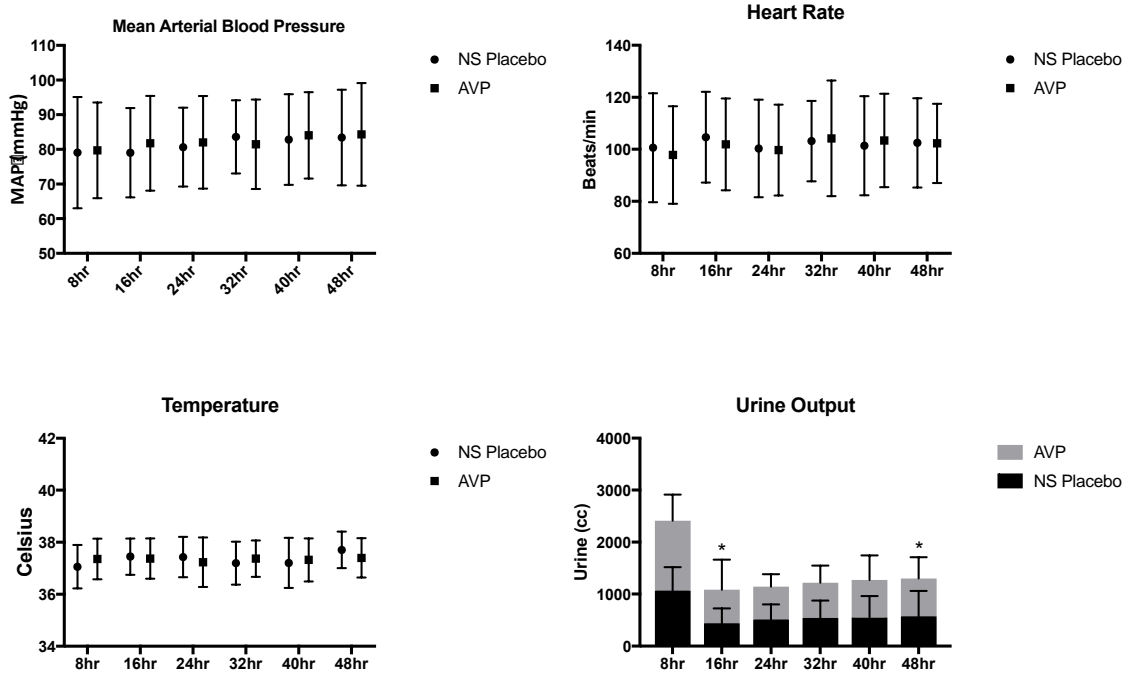 Mean Arterial Blood Pressure
MAP (mmHg)
110
100
90
80
70
60
50
8hr 16hr 24hr 32hr 40hr 48hr
NS Placebo
AVP
Heart Rate
Beats/min
140
120
100
80
60
8hr 16hr 24hr 32hr 40hr 48hr
NS Placebo
AVP
Temperature
Celsius
42
40
38
36
34
8hr 16hr 24hr 32hr 40hr 48hr
NS Placebo
AVP
Urine Output
Urine (cc)
4000
3000
2000
1000
0
* *
8hr 16hr 24hr 32hr 40hr 48hr
AVP
NS Placebo